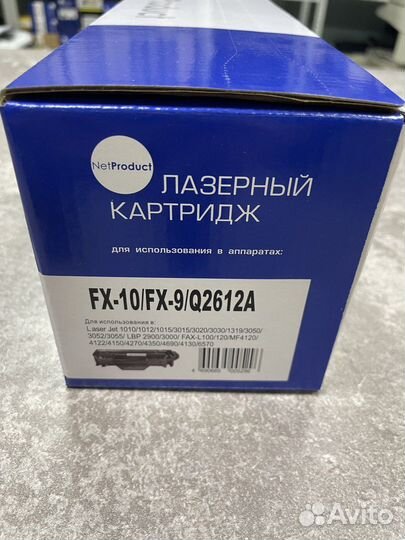 NetProduct
ЛАЗЕРНЫЙ
КАРТРИДЖ
для использования в аппаратах:
FX-10/FX-9/Q2612A
Для использования в:
Laser Jet 1010/1012/1015/3015/3020/3030/1319/3050/
3052/3055/ LBP 2900/3000/ FAX-L100/120/MF4120/
4122/4150/4270/4350/4690/4130/6570
Avito